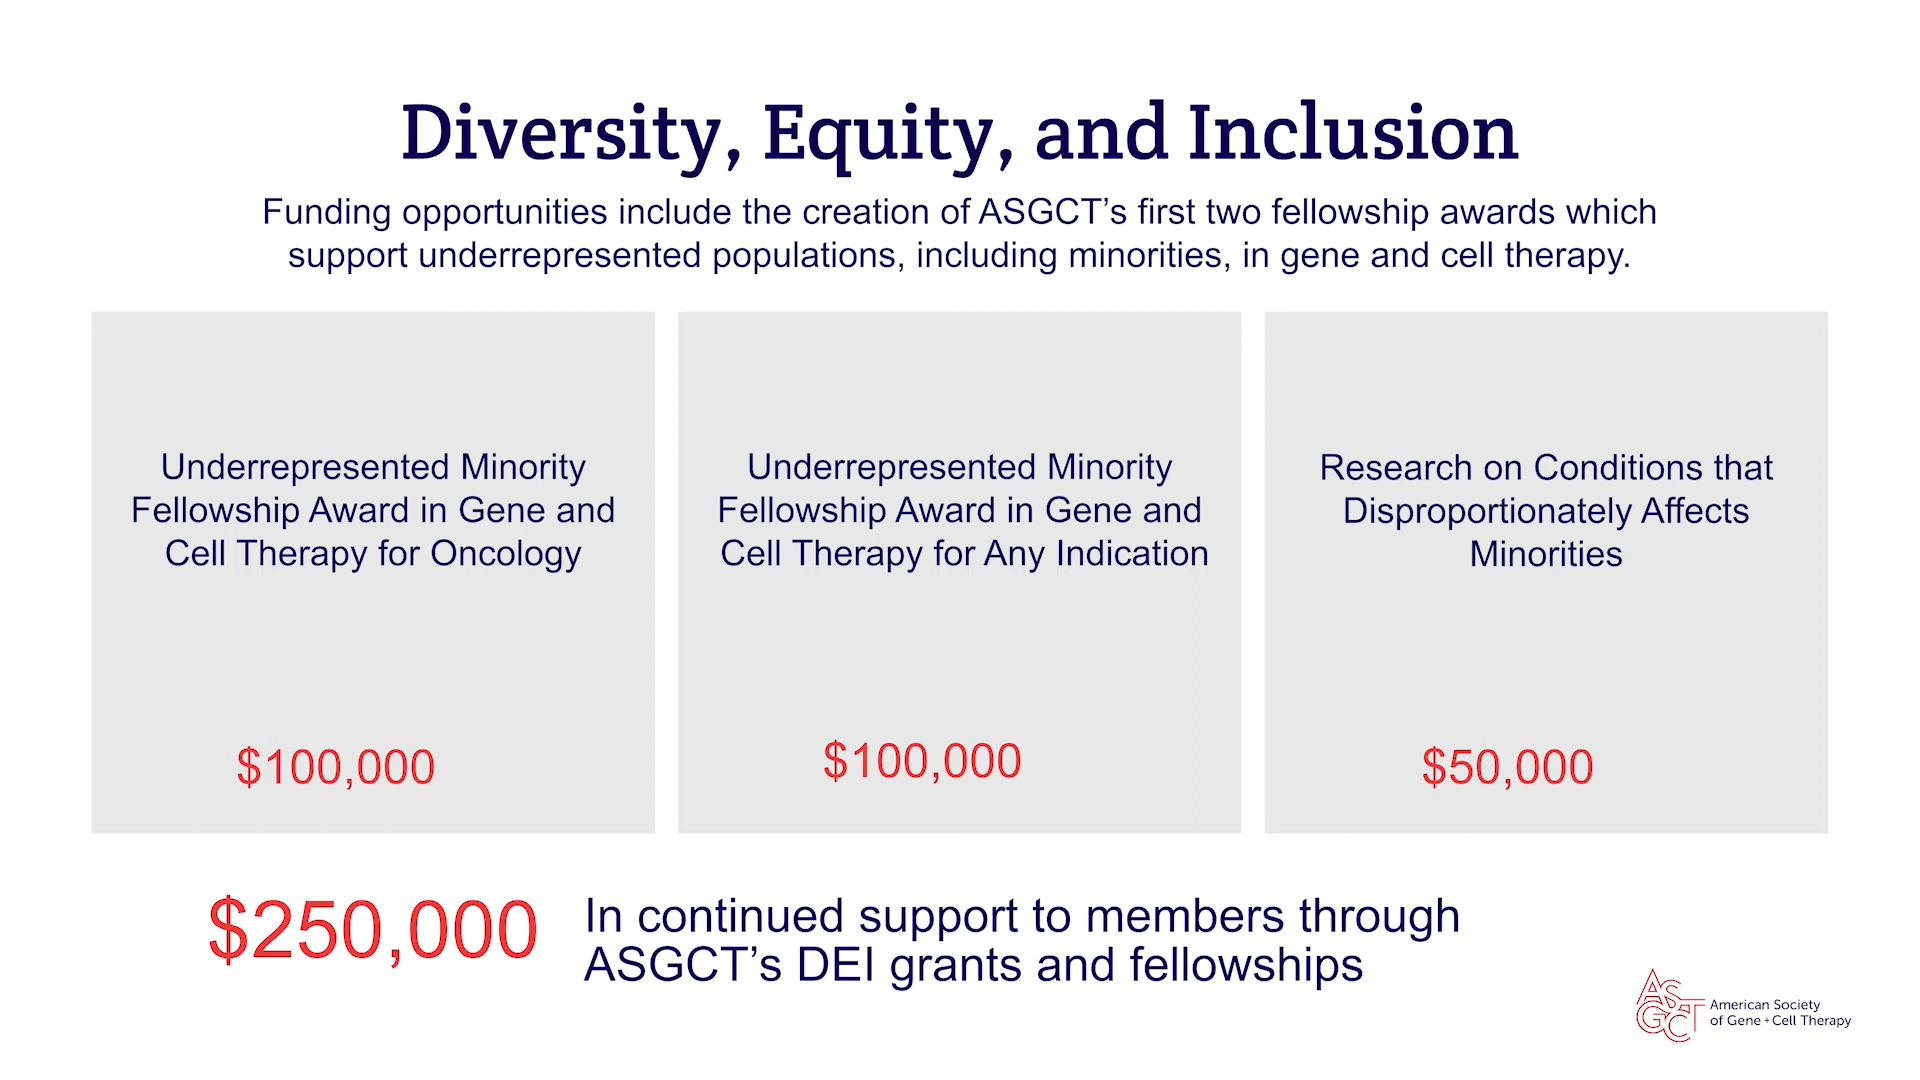 Diversity, Equity, and Inclusion
Funding opportunities include the creation of ASGCT’s first two fellowship awards which
support underrepresented populations, including minorities, in gene and cell therapy.
Underrepresented Minority
Fellowship Award in Gene and
Cell Therapy for Oncology
$100,000
Underrepresented Minority
Fellowship Award in Gene and
Cell Therapy for Any Indication
$100,000
Research on Conditions that
Disproportionately Affects
Minorities
$50,000
$250,000
In continued support to members through
ASGCT’s DEI grants and fellowships
ASGCT
American Society
of Gene + Cell Therapy